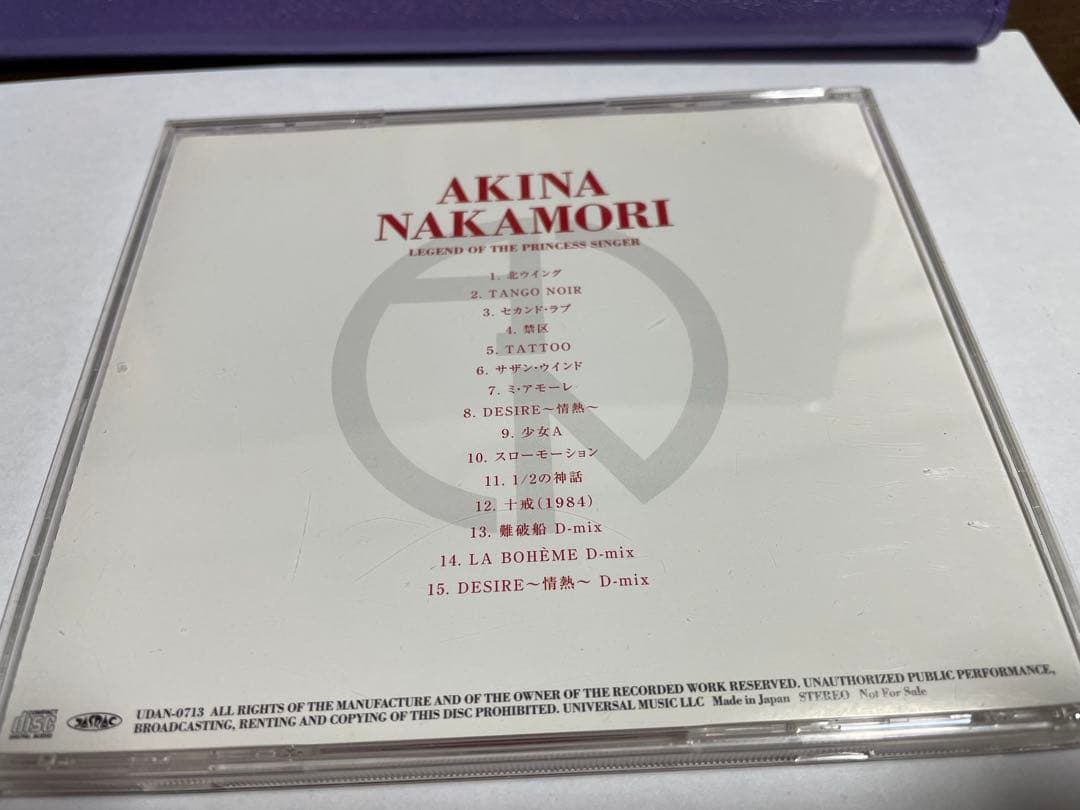 AKINA
NAKAMORI
LEGEND OF THE PRINCESS SINGER
1. 北ウイング
2. TANGO NOIR
3. セカンド・ラブ
4. 禁区
5. TATTOO
6. サザン・ウインド
7. ミ・アモーレ
8. DESIRE～情熱～
9. 少女A
10. スローモーション
11. 1/2の神話
12. 十戒(1984)
13. 難破船 D-mix
14. LA BOHÈME D-mix
15. DESIRE～情熱～ D-mix
UDAN-0713 ALL RIGHTS OF THE MANUFACTURE AND OF THE OWNER OF THE RECORDED WORK RESERVED. UNAUTHORIZED PUBLIC PERFORMANCE,
BROADCASTING, RENTING AND COPYING OF THIS DISC PROHIBITED. UNIVERSAL MUSIC LLC Made in Japan STEREO Not For Sale
disc
DIGITAL AUDIO
JASRAC